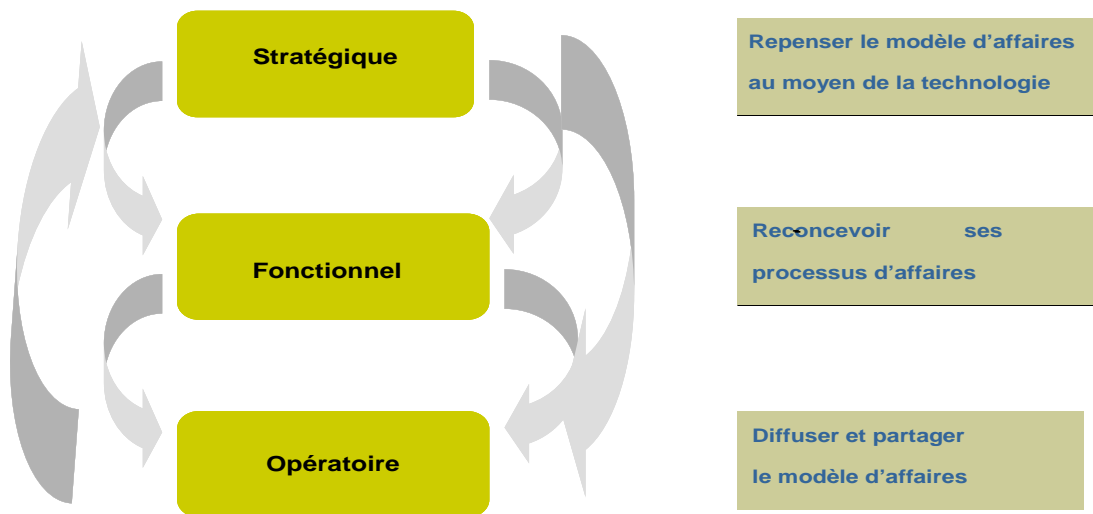 Stratégique
Repenser le modèle d’affaires
au moyen de la technologie
Fonctionnel
Reconcevoir ses
processus d’affaires
Opératoire
Diffuser et partager
le modèle d’affaires